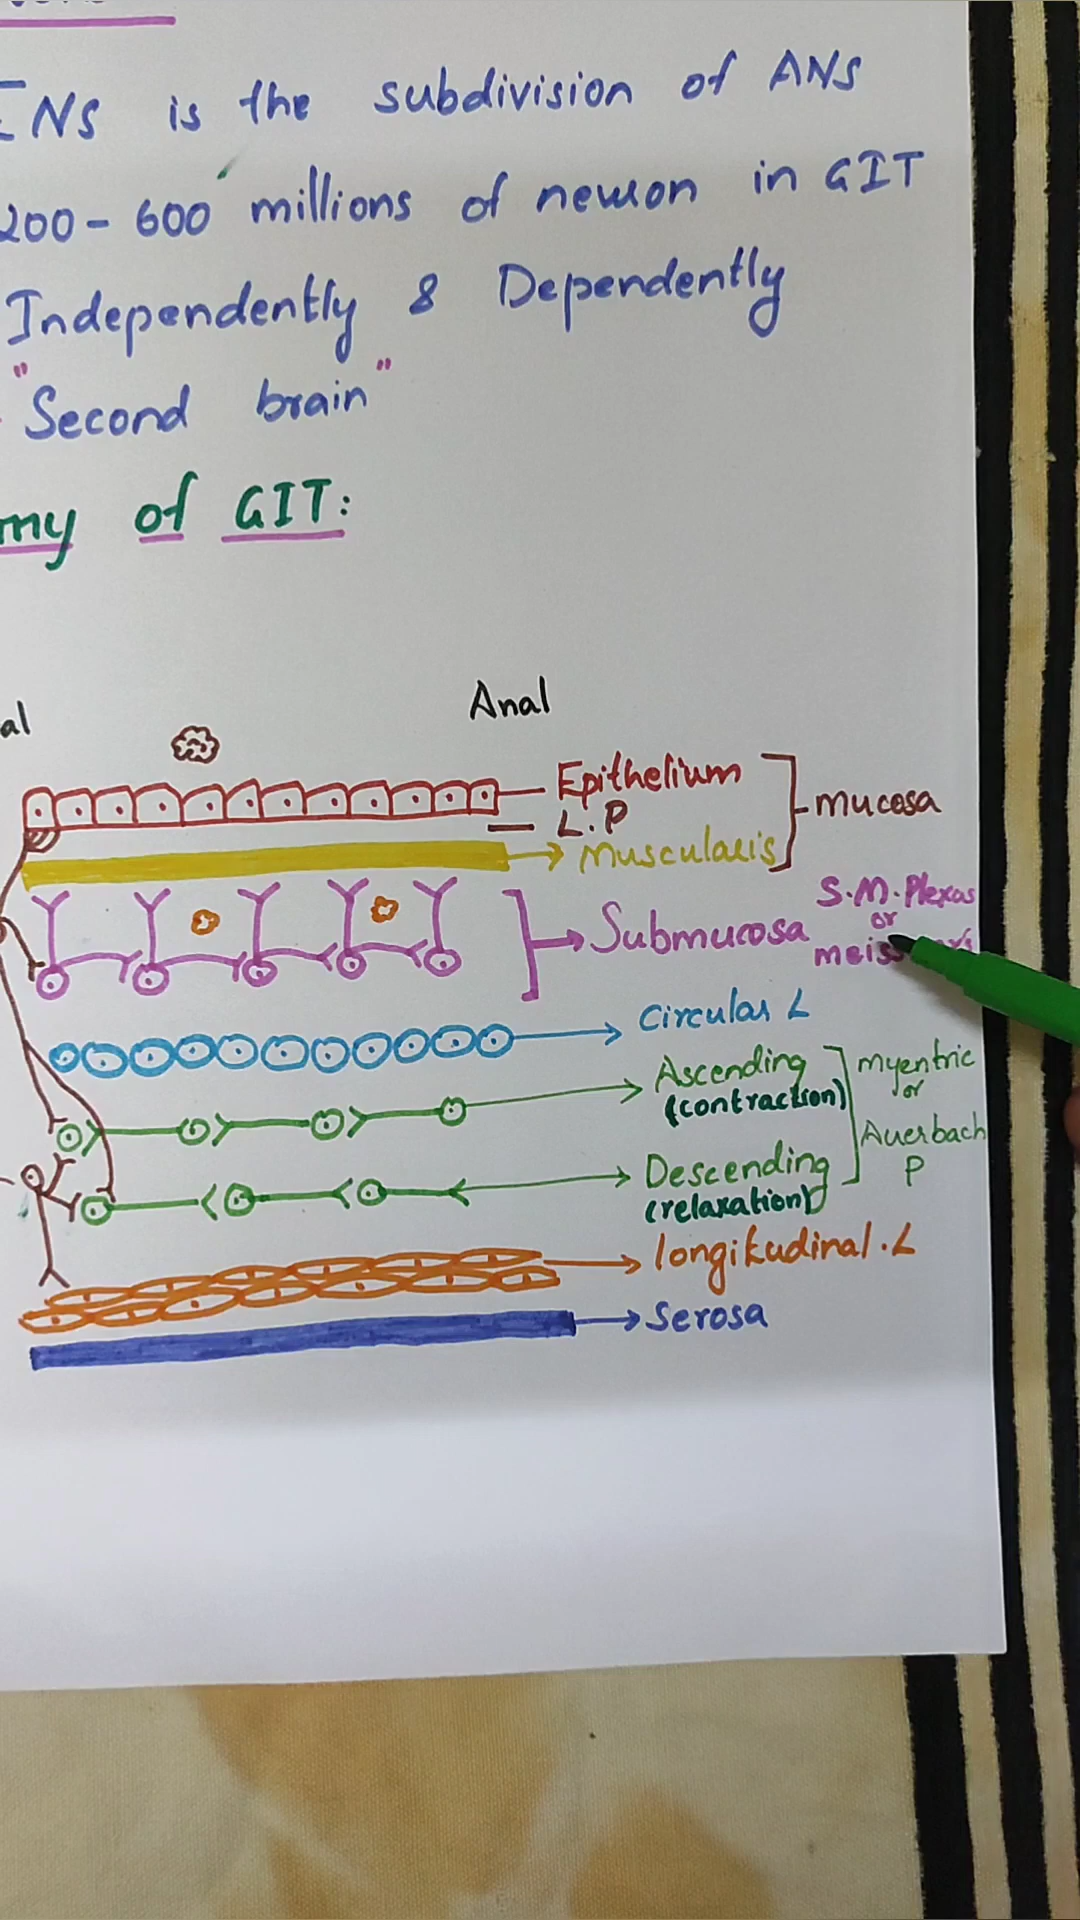 ENS is the subdivision of ANS
200-600 millions of neuron in GIT
Independently & Dependently
"Second brain"
my of GIT:
al Anal
Epithelium
L.P
Muscularis
mucosa
Submucosa
S.M.Plexus
or
Circular L
Ascending
(contraction)
Myentric
or
Auerbach
P
Descending
(relaxation)
longitudinal.L
Serosa